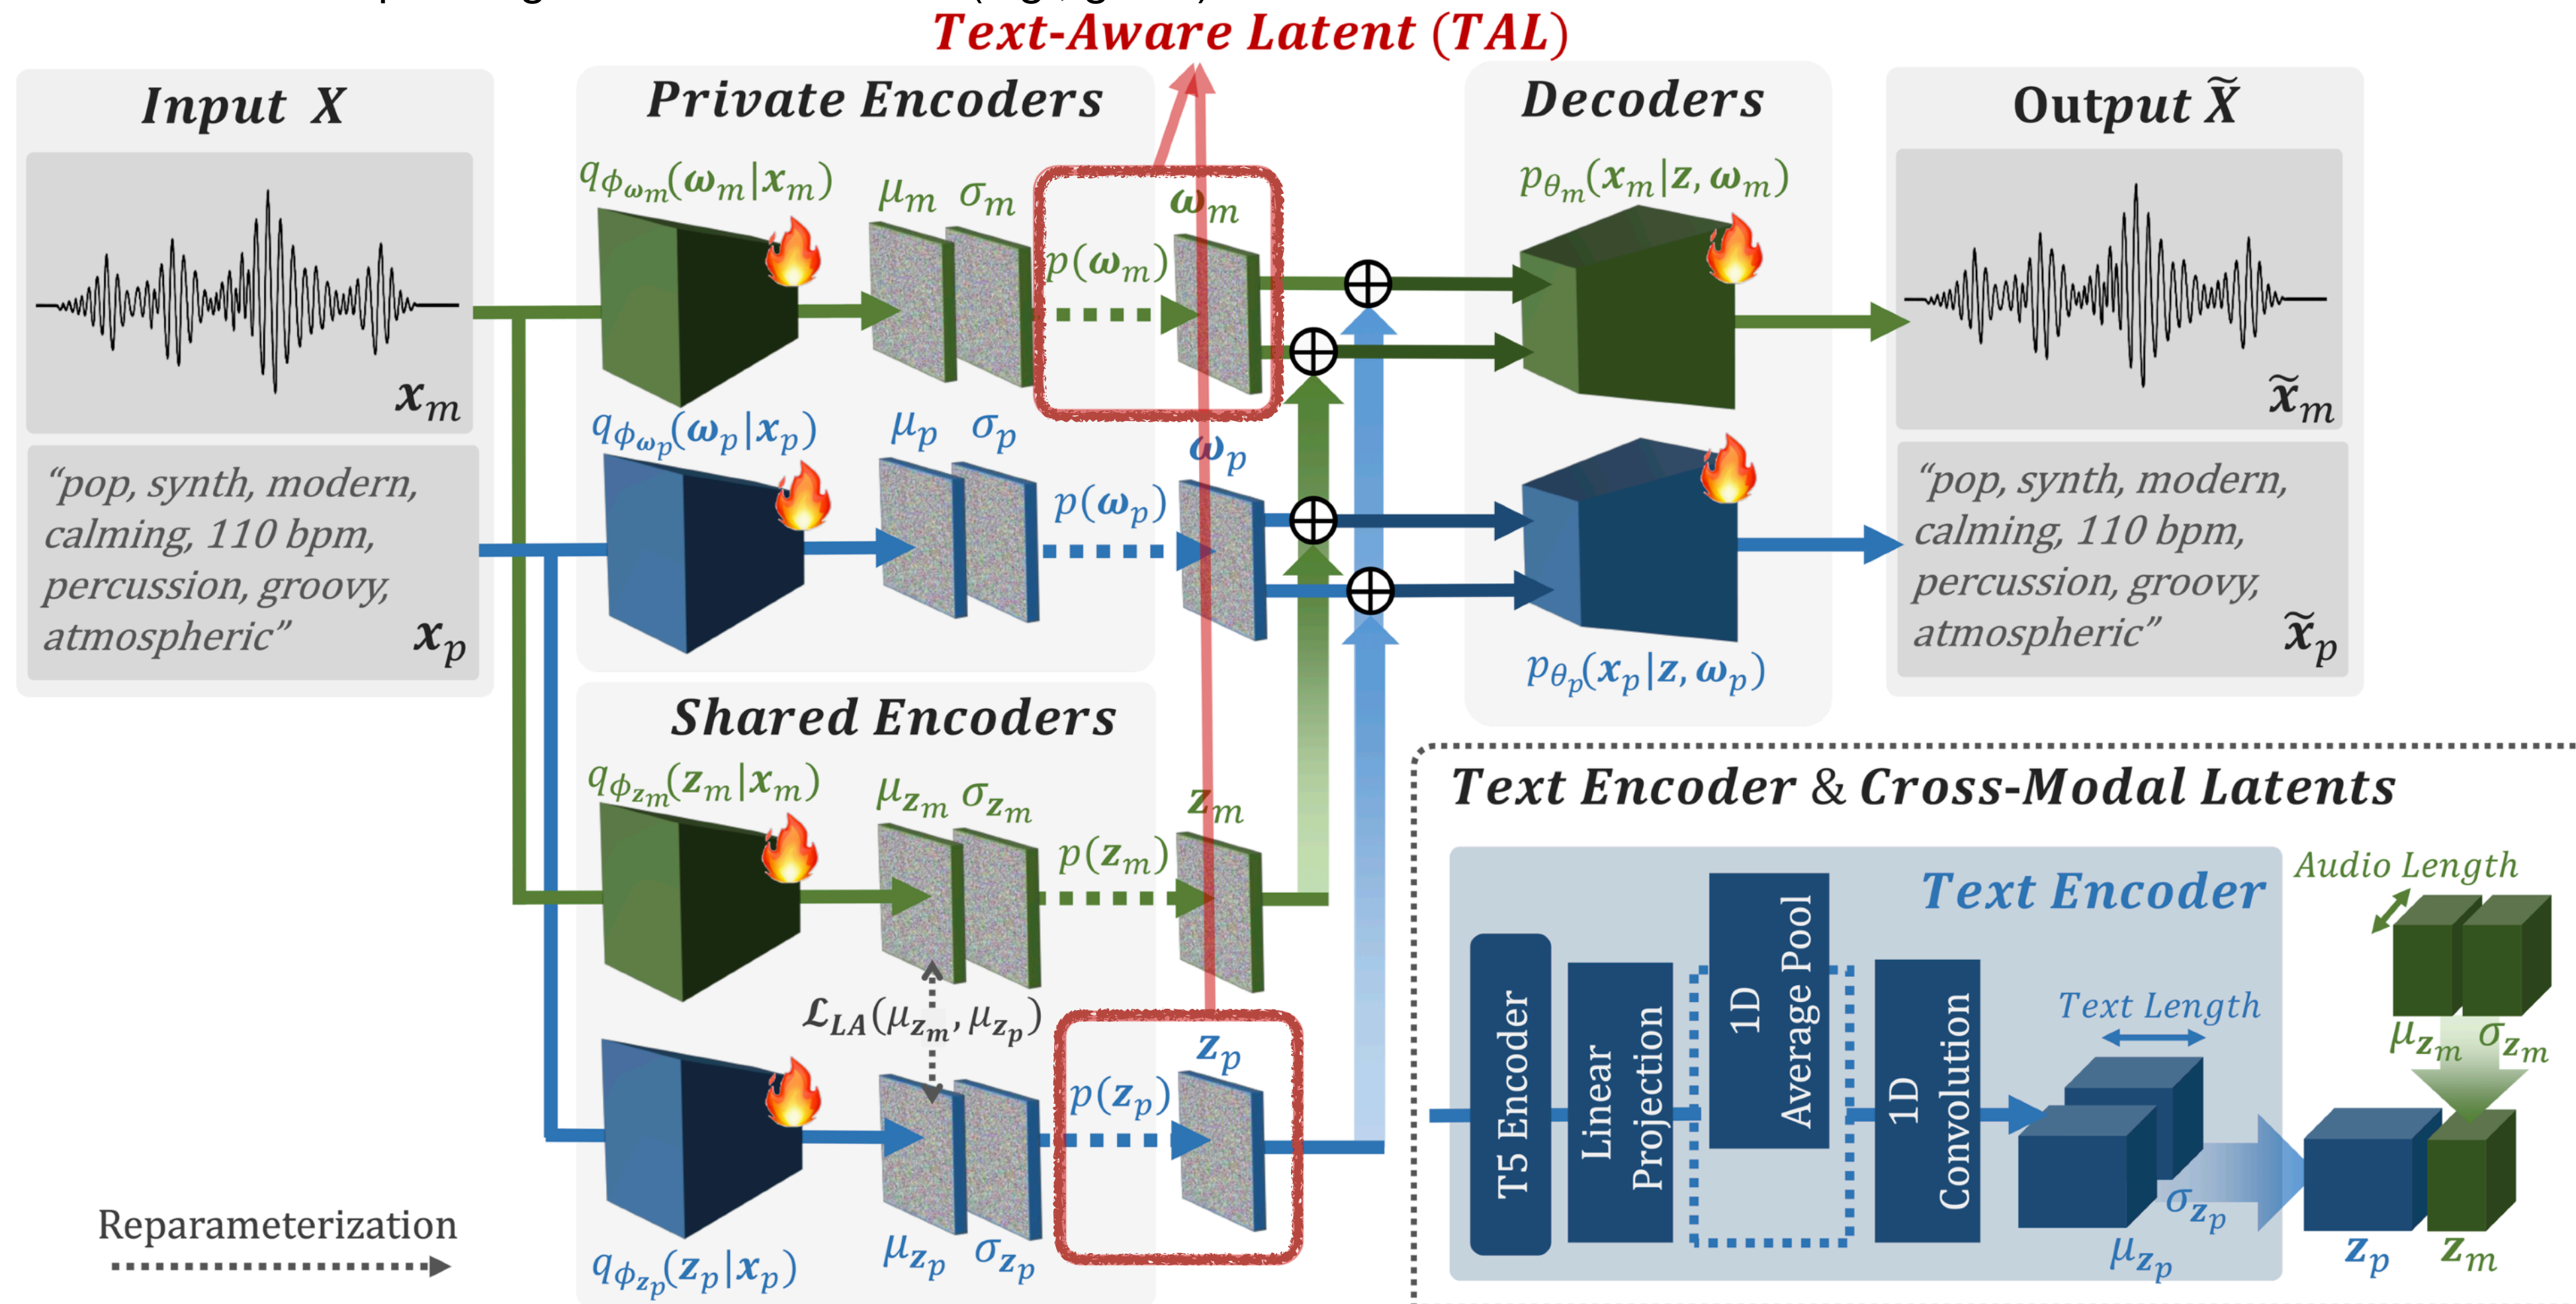 Text-Aware Latent (TAL)
Input X
x_m
“pop, synth, modern,
calming, 110 bpm,
percussion, groovy,
atmospheric”
x_p
Private Encoders
q_{ϕ_{ω_m}}(ω_m|x_m)
μ_m σ_m
p(ω_m)
ω_m
q_{ϕ_{ω_p}}(ω_p|x_p)
μ_p σ_p
p(ω_p)
ω_p
Shared Encoders
q_{ϕ_{z_m}}(z_m|x_m)
μ_{z_m} σ_{z_m}
p(z_m)
z_m
ℒ_{LA}(μ_{z_m}, μ_{z_p})
p(z_p)
z_p
μ_{z_p} σ_{z_p}
q_{ϕ_{z_p}}(z_p|x_p)
Reparameterization
Decoders
p_{θ_m}(x_m|z, ω_m)
p_{θ_p}(x_p|z, ω_p)
Output X̃
x̃_m
“pop, synth, modern,
calming, 110 bpm,
percussion, groovy,
atmospheric”
x̃_p
Text Encoder & Cross-Modal Latents
Text Encoder
T5 Encoder
Linear
Projection
1D
Average Pool
1D
Convolution
Text Length
μ_{z_p}
σ_{z_p}
Audio Length
μ_{z_m} σ_{z_m}
z_p z_m